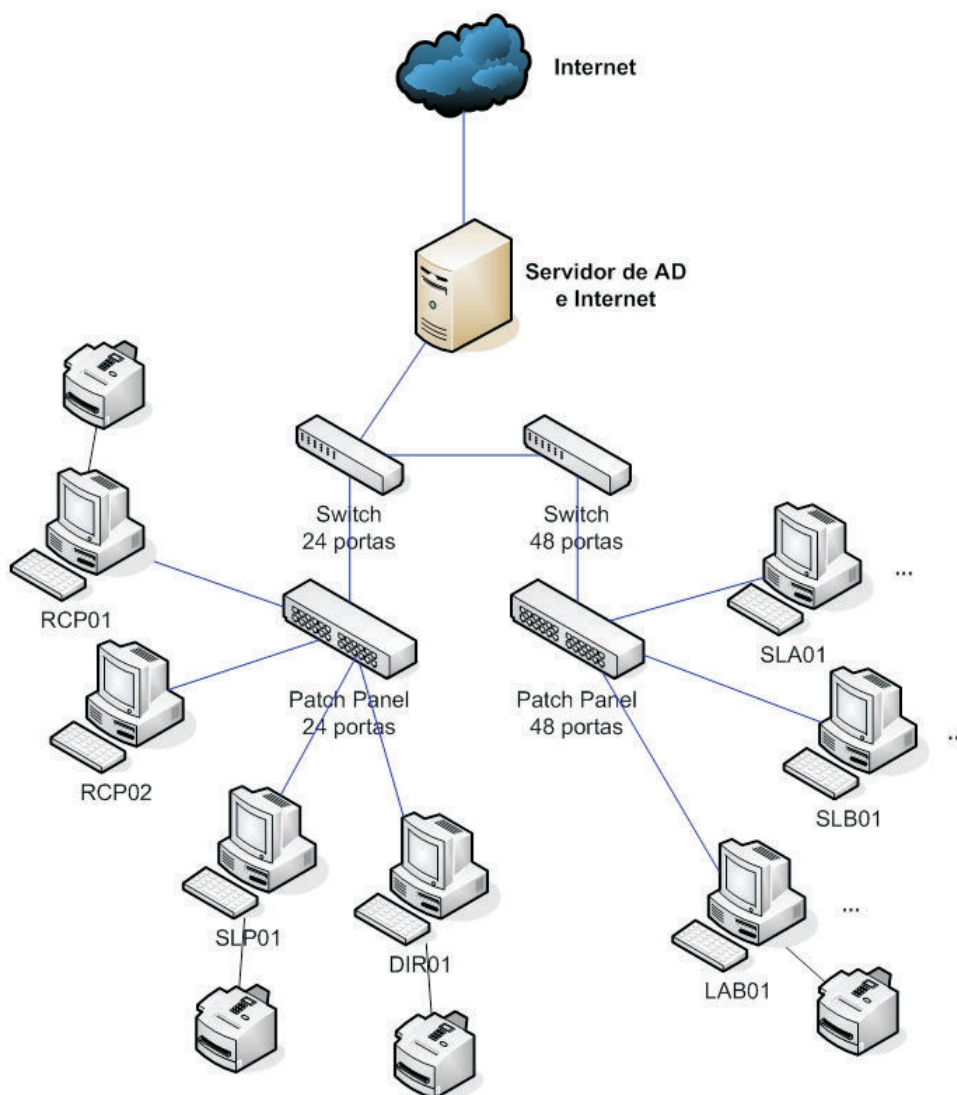 Internet
Servidor de AD
e Internet
Switch
24 portas
Switch
48 portas
RCP01
SLA01
...
Patch Panel
24 portas
Patch Panel
48 portas
RCP02
SLB01
...
SLP01
DIR01
LAB01
...